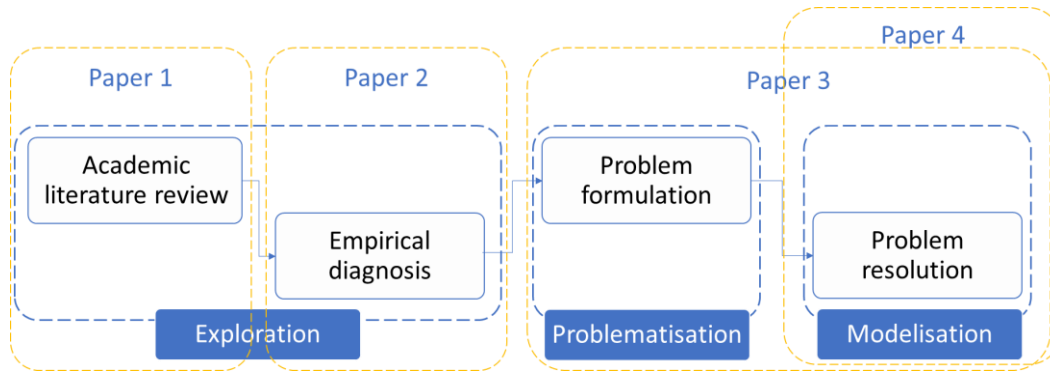 Paper 4
Paper 1
Paper 2
Paper 3
Academic
literature review
Empirical
diagnosis
Problem
formulation
Problem
resolution
Exploration
Problematisation
Modelisation